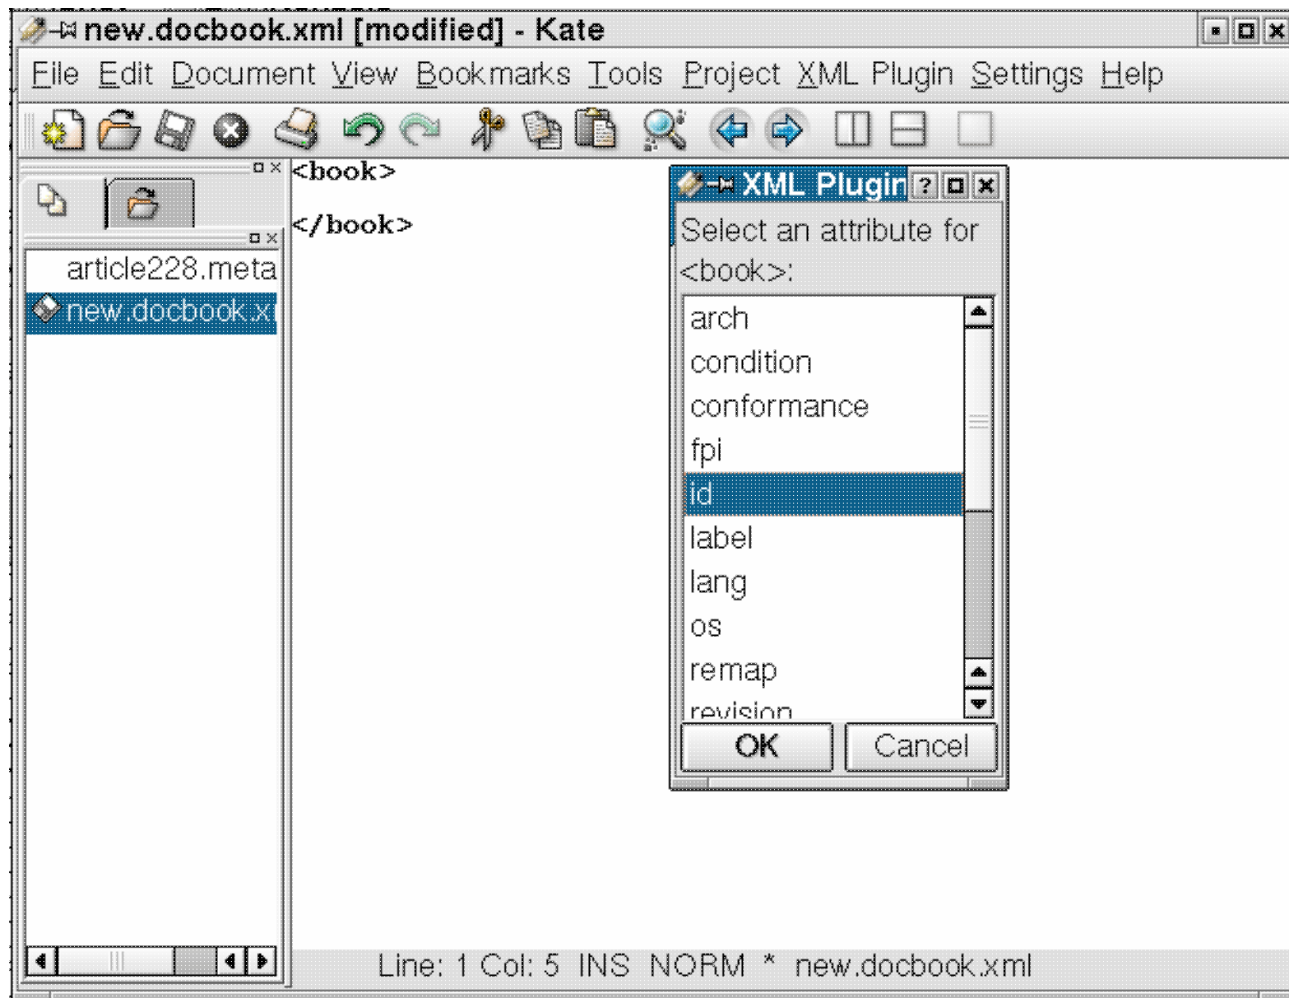 new.docbook.xml [modified] - Kate
File Edit Document View Bookmarks Tools Project XML Plugin Settings Help
<book>
</book>
article228.meta
new.docbook.x
XML Plugin
Select an attribute for
<book>:
arch
condition
conformance
fpi
id
label
lang
os
remap
revision
OK Cancel
Line: 1 Col: 5 INS NORM * new.docbook.xml